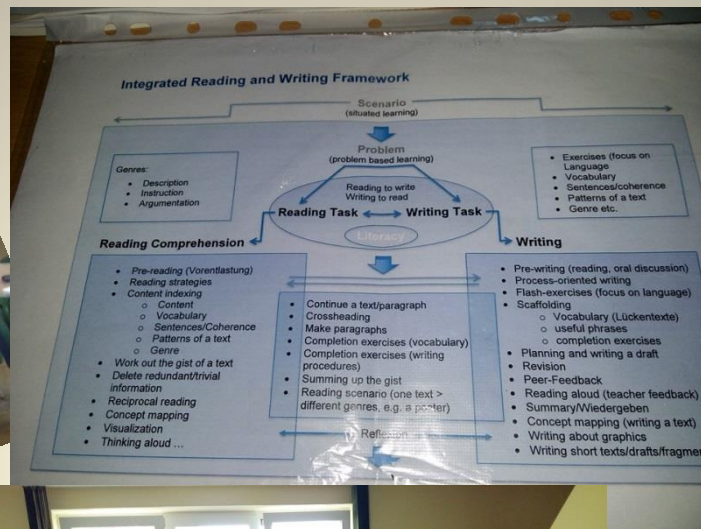 Integrated Reading and Writing Framework
Scenario
(situated learning)
Problem
(problem based learning)
Genres:
• Description
• Instruction
• Argumentation
• Exercises (focus on
Language
• Vocabulary
• Sentences/coherence
• Patterns of a text
• Genre etc.
Reading to write
Writing to read
Reading Task
Writing Task
Literacy
Reading Comprehension
Writing
• Pre-reading (Vorentlastung)
• Reading strategies
• Content indexing
o Content
o Vocabulary
o Sentences/Coherence
o Patterns of a text
o Genre
• Work out the gist of a text
• Delete redundant/trivial
information
• Reciprocal reading
• Concept mapping
• Visualization
• Thinking aloud ...
• Continue a text/paragraph
• Crossheading
• Make paragraphs
• Completion exercises (vocabulary)
• Completion exercises (writing
procedures)
• Summing up the gist
• Reading scenario (one text >
different genres, e.g. a poster)
Reflexion
• Pre-writing (reading, oral discussion)
• Process-oriented writing
• Flash-exercises (focus on language)
• Scaffolding
o Vocabulary (Lückentexte)
o useful phrases
o completion exercises
• Planning and writing a draft
• Revision
• Peer-Feedback
• Reading aloud (teacher feedback)
• Summary/Wiedergeben
• Concept mapping (writing a text)
• Writing about graphics
• Writing short texts/drafts/fragme